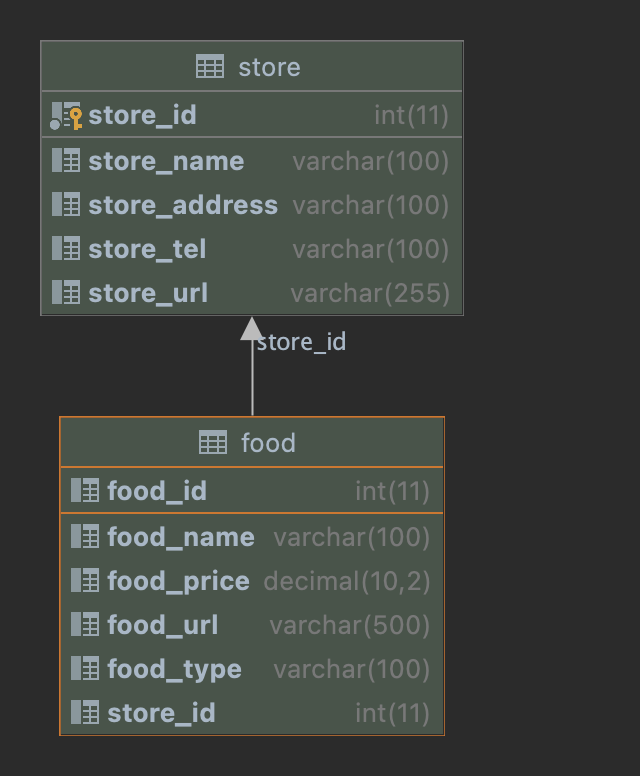 store
store_id int(11)
store_name varchar(100)
store_address varchar(100)
store_tel varchar(100)
store_url varchar(255)
store_id
food
food_id int(11)
food_name varchar(100)
food_price decimal(10,2)
food_url varchar(500)
food_type varchar(100)
store_id int(11)